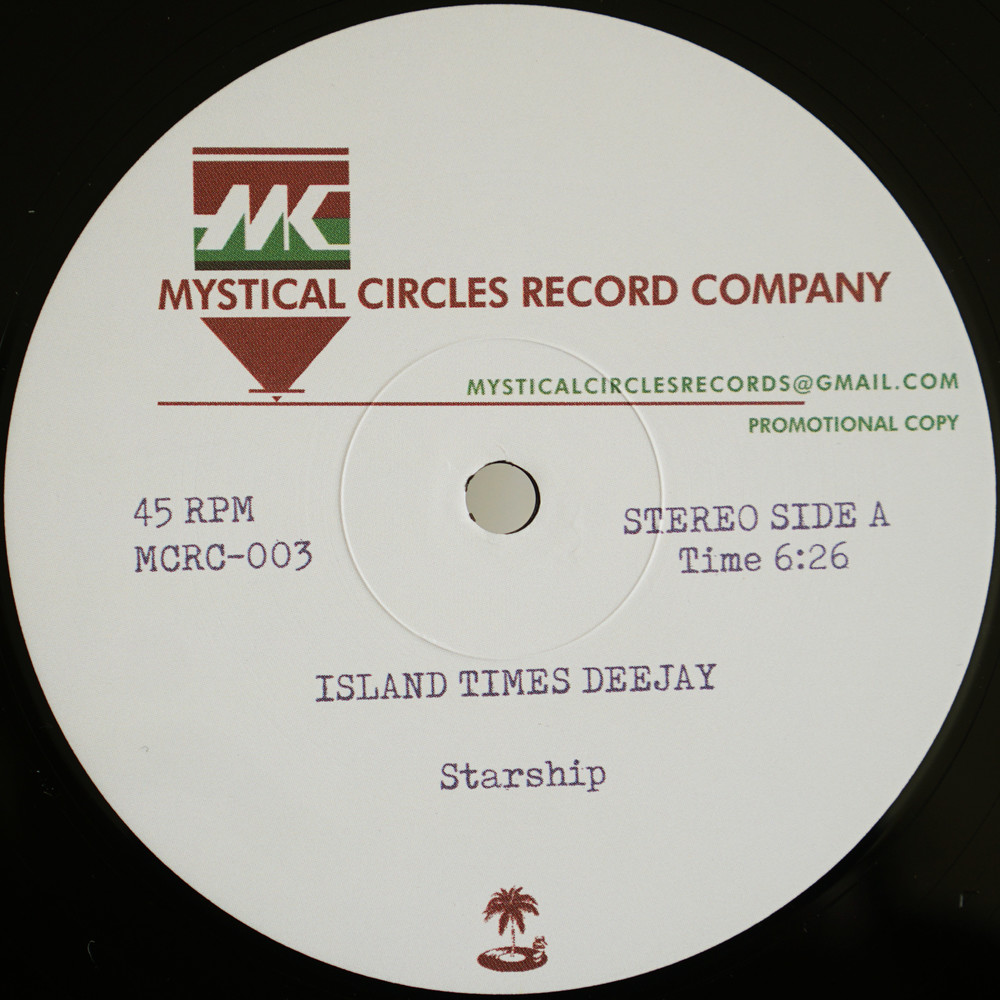 MK
MYSTICAL CIRCLES RECORD COMPANY
MYSTICALCIRCLESRECORDS@GMAIL.COM
PROMOTIONAL COPY
45 RPM
MCRC-003
STEREO SIDE A
Time 6:26
ISLAND TIMES DEEJAY
Starship